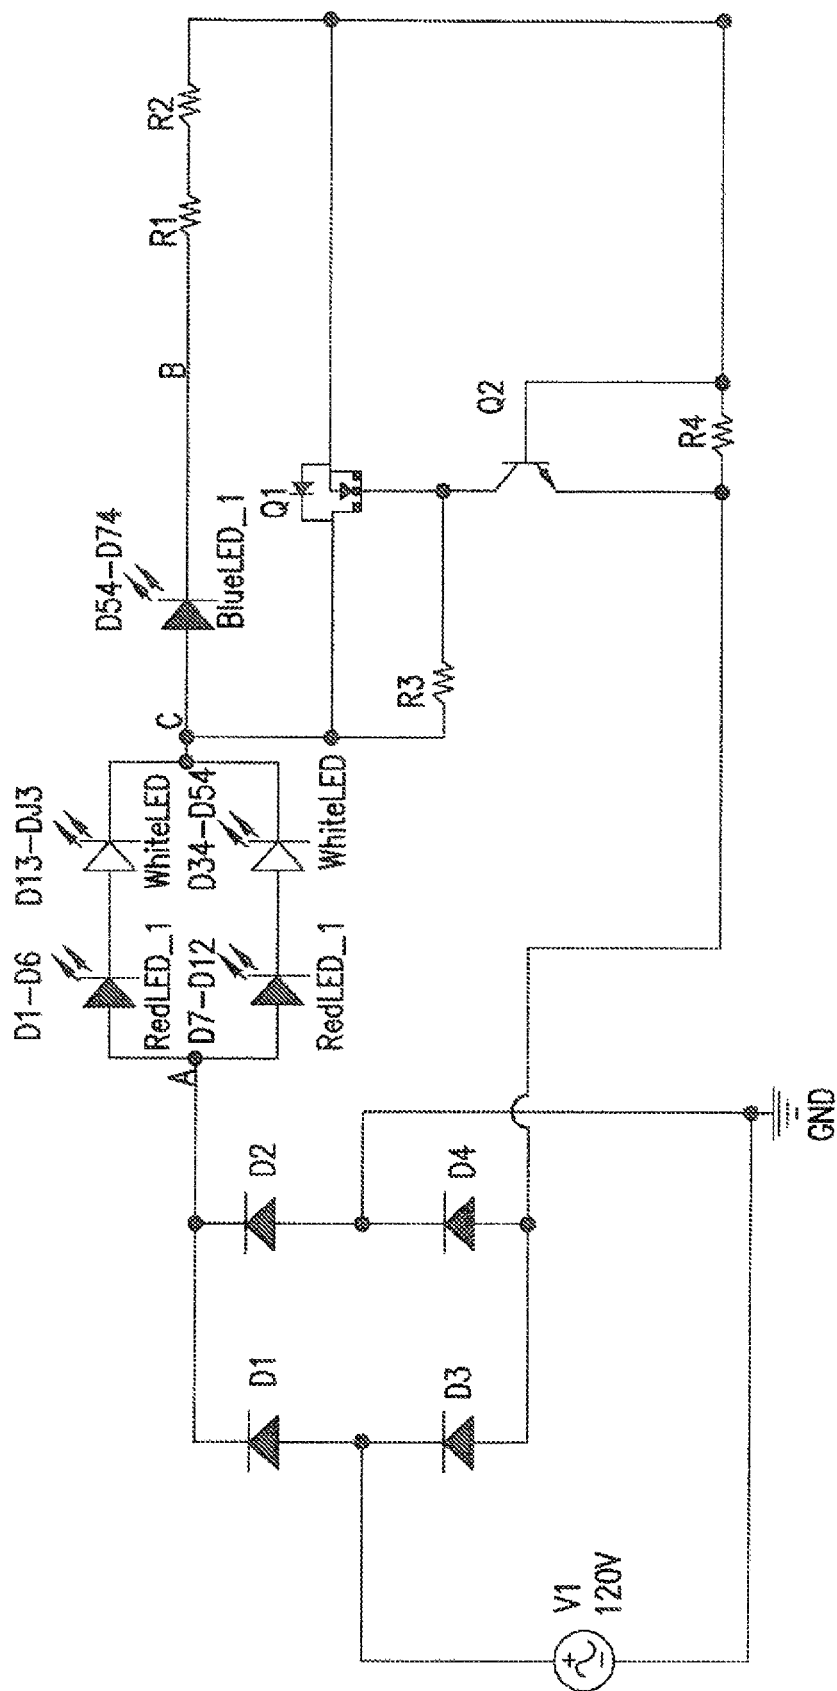 D1-D6
D13-DJ3
RedLED_1
WhiteLED
D7-D12
D34-D54
RedLED_1
WhiteLED
A
C
D54-D74
BlueLED_1
B
R1
R2
Q1
R3
Q2
R4
D1
D2
D3
D4
V1
120V
GND